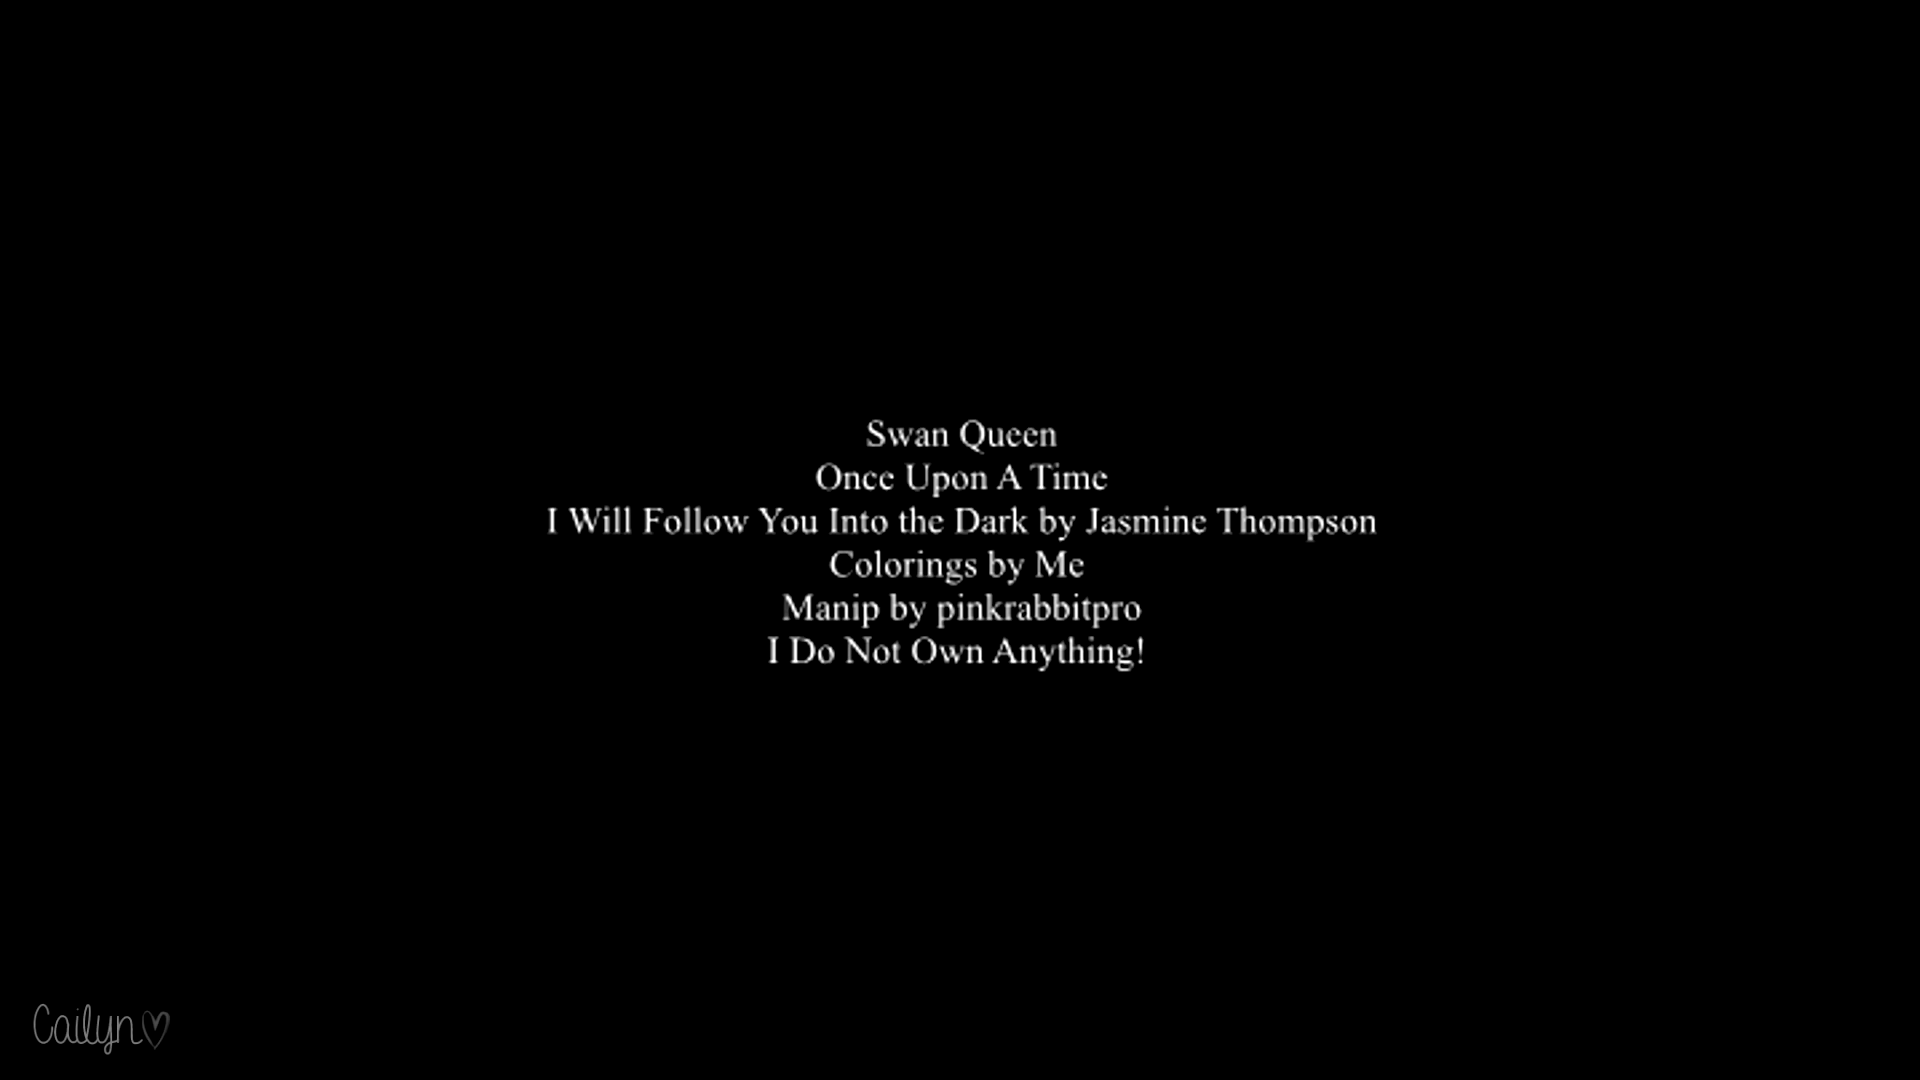 Swan Queen
Once Upon A Time
I Will Follow You Into the Dark by Jasmine Thompson
Colorings by Me
Manip by pinkrabbitpro
I Do Not Own Anything!
Cailyn♡